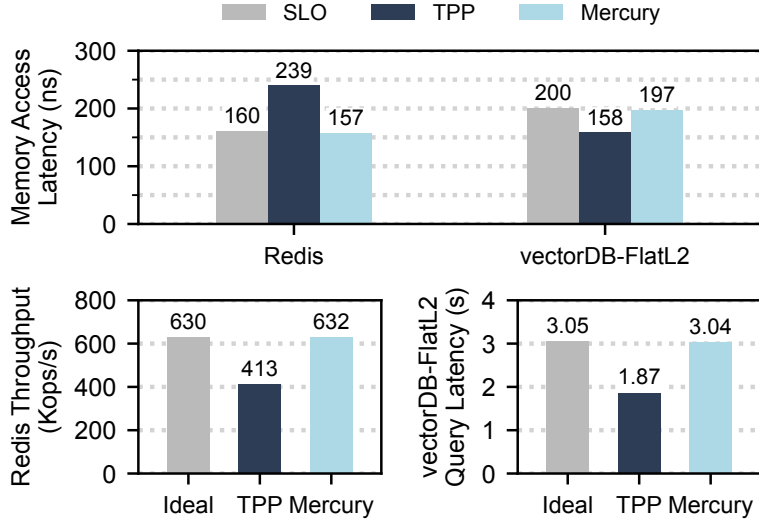 SLO TPP Mercury
Memory Access
Latency (ns)
300
200
100
0
160
239
157
200
158
197
Redis vectorDB-FlatL2
Redis Throughput
(Kops/s)
800
600
400
200
0
630
413
632
Ideal TPP Mercury
vectorDB-FlatL2
Query Latency (s)
4
3
2
1
0
3.05
1.87
3.04
Ideal TPP Mercury